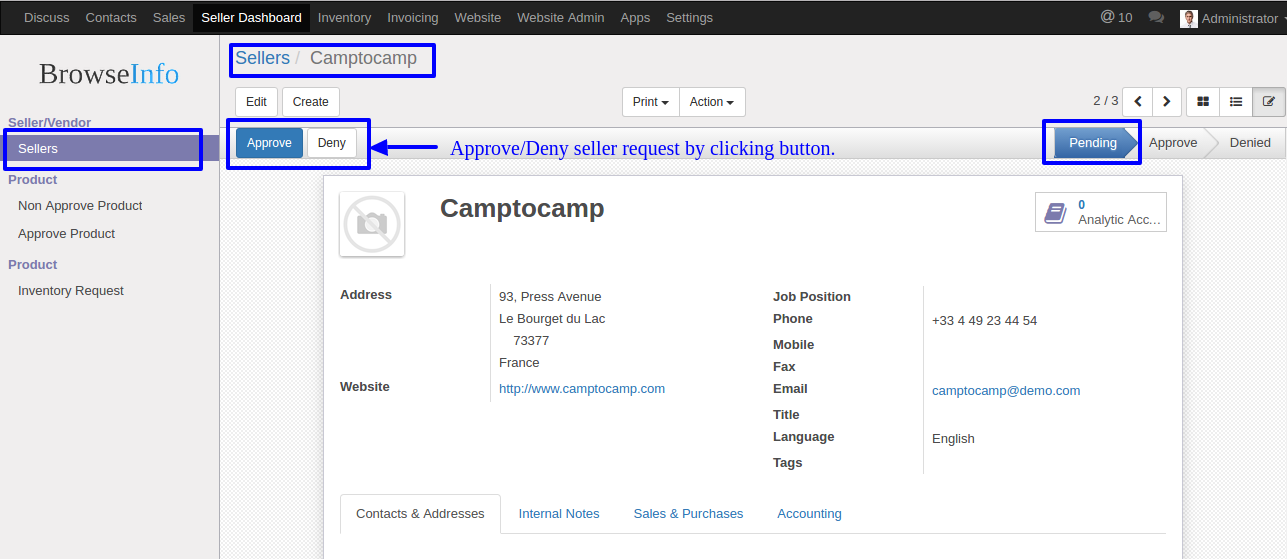 Discuss Contacts Sales Seller Dashboard Inventory Invoicing Website Website Admin Apps Settings @ 10 Administrator
BrowseInfo
Seller/Vendor
Sellers
Product
Non Approve Product
Approve Product
Product
Inventory Request
Sellers / Camptocamp
Edit Create Print Action 2 / 3
Approve Deny Approve/Deny seller request by clicking button. Pending Approve Denied
Camptocamp
0
Analytic Acc...
Address
93, Press Avenue
Le Bourget du Lac
73377
France
Website http://www.camptocamp.com
Job Position
Phone +33 4 49 23 44 54
Mobile
Fax
Email camptocamp@demo.com
Title
Language English
Tags
Contacts & Addresses Internal Notes Sales & Purchases Accounting